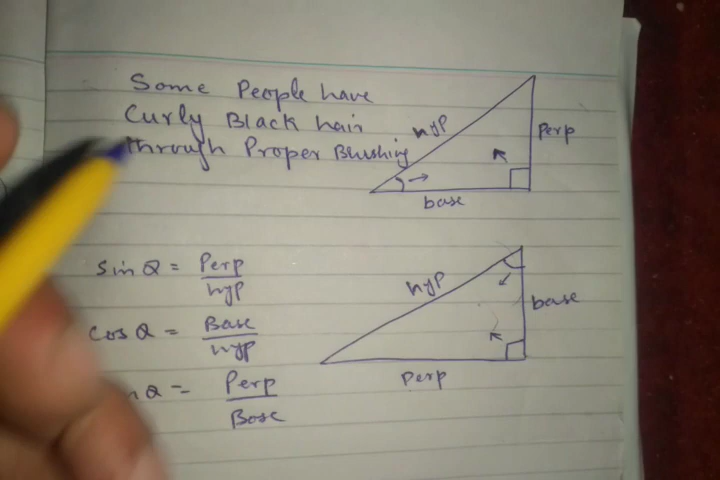 Some People have
Curly Black hair
through Proper Brushing
hyp
Perp
base
sin Q = Perp
hyp
cos Q = Base
hyp
n Q = Perp
Base
hyp
base
Perp